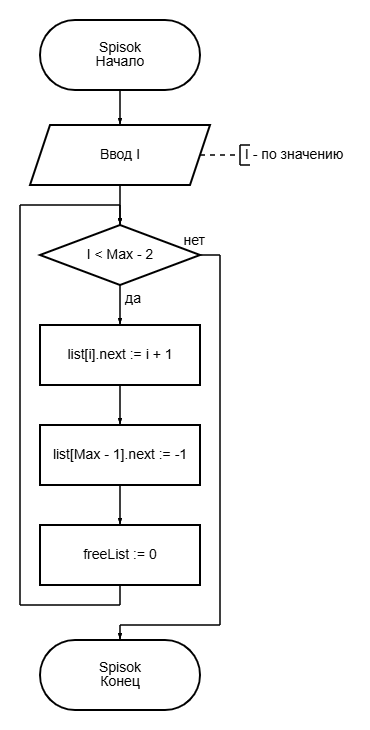 Spisok
Начало
Ввод I
I - по значению
I < Max - 2
нет
да
list[i].next := i + 1
list[Max - 1].next := -1
freeList := 0
Spisok
Конец